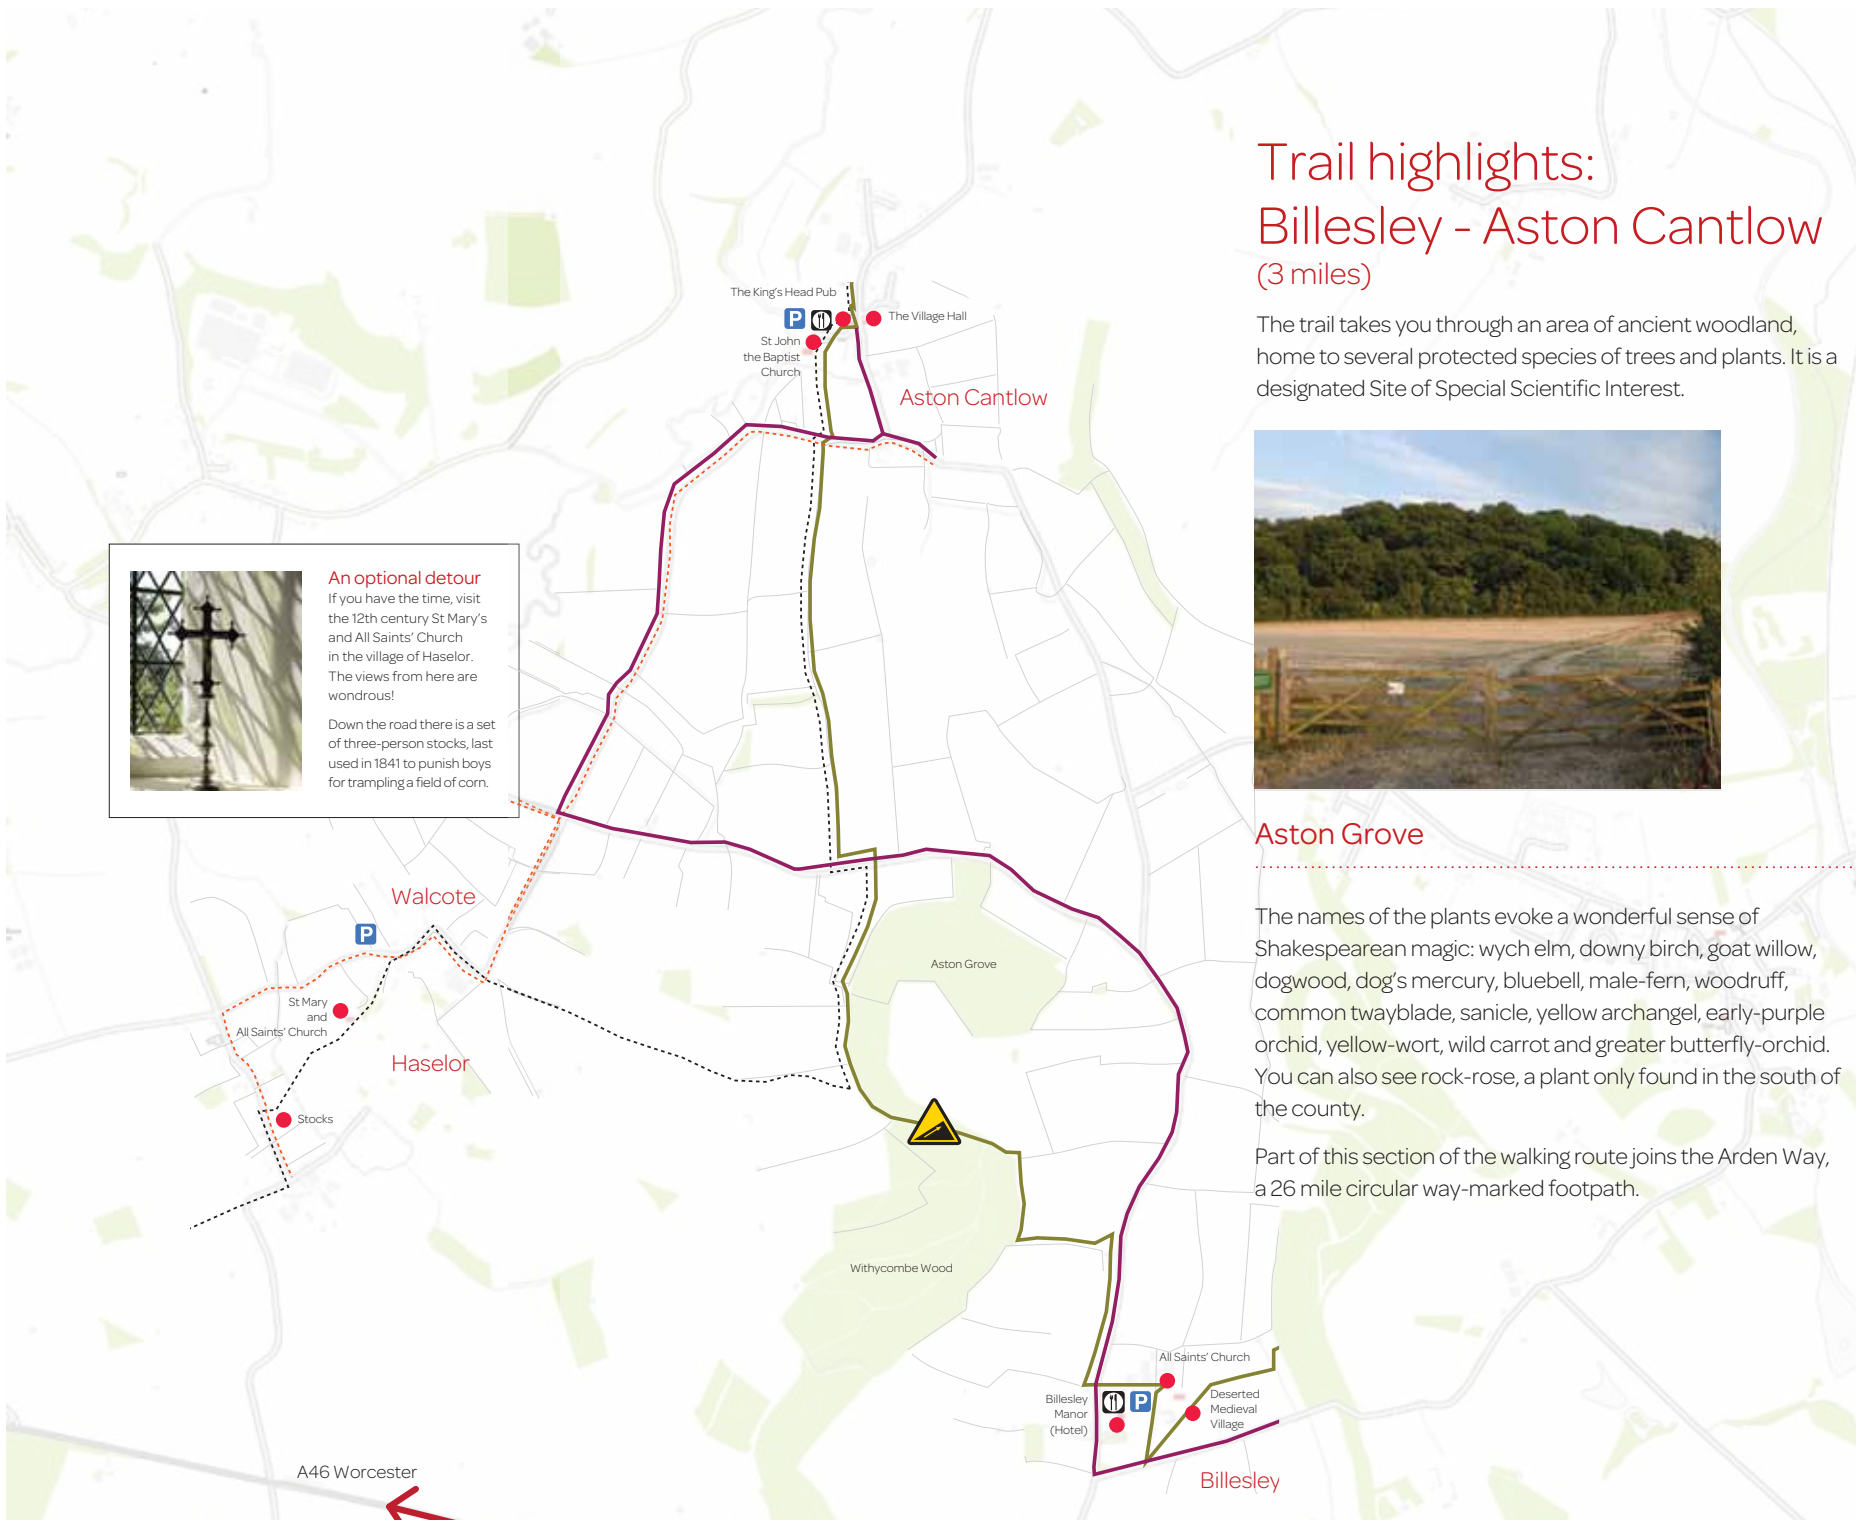 Trail highlights:
Billesley - Aston Cantlow
(3 miles)
The trail takes you through an area of ancient woodland,
home to several protected species of trees and plants. It is a
designated Site of Special Scientific Interest.
The King's Head Pub
P
The Village Hall
St John
the Baptist
Church
Aston Cantlow
An optional detour
If you have the time, visit
the 12th century St Mary's
and All Saints' Church
in the village of Haselor.
The views from here are
wondrous!
Down the road there is a set
of three-person stocks, last
used in 1841 to punish boys
for trampling a field of corn.
Aston Grove
The names of the plants evoke a wonderful sense of
Shakespearean magic: wych elm, downy birch, goat willow,
dogwood, dog's mercury, bluebell, male-fern, woodruff,
common twayblade, sanicle, yellow archangel, early-purple
orchid, yellow-wort, wild carrot and greater butterfly-orchid.
You can also see rock-rose, a plant only found in the south of
the county.
Part of this section of the walking route joins the Arden Way,
a 26 mile circular way-marked footpath.
Walcote
P
Aston Grove
St Mary
and
All Saints' Church
Haselor
Stocks
Withycombe Wood
All Saints' Church
Billesley
Manor
(Hotel)
P
Deserted
Medieval
Village
Billesley
A46 Worcester